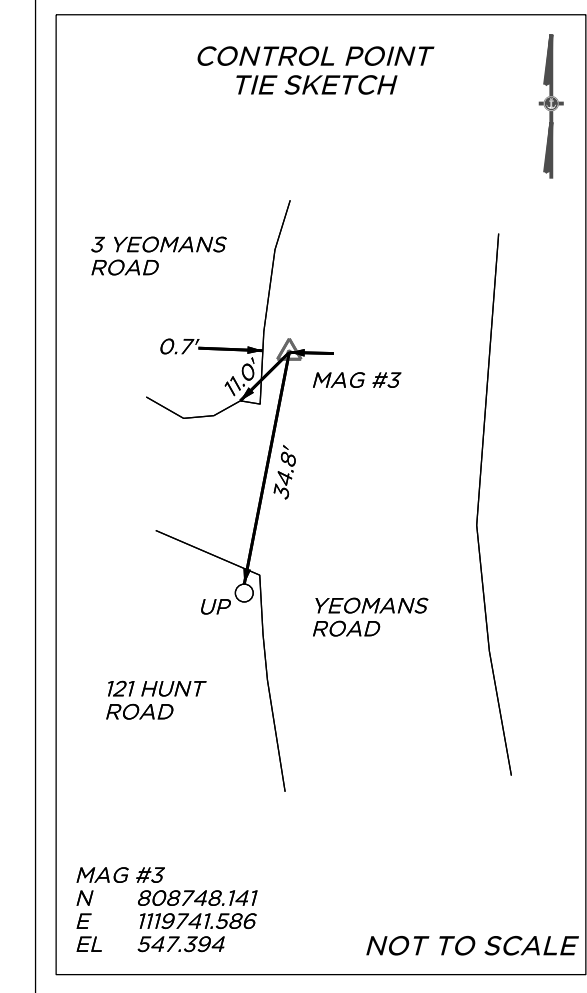 CONTROL POINT
TIE SKETCH
3 YEOMANS
ROAD
0.7'
11.0'
MAG #3
34.8'
UP
YEOMANS
ROAD
121 HUNT
ROAD
MAG #3
N 808748.141
E 1119741.586
EL 547.394
NOT TO SCALE